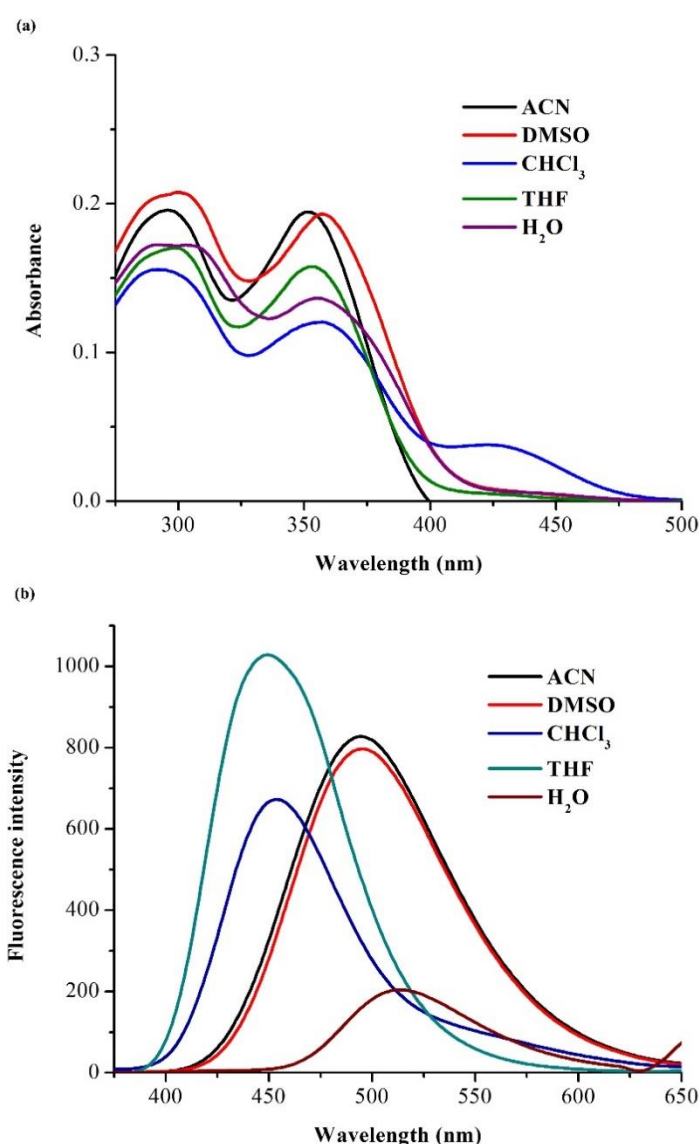 (a)
0.3
0.2
0.1
0.0
Absorbance
ACN
DMSO
CHCl₃
THF
H₂O
300
350
400
450
500
Wavelength (nm)
(b)
1000
800
600
400
200
0
Fluorescence intensity
ACN
DMSO
CHCl₃
THF
H₂O
400
450
500
550
600
650
Wavelength (nm)